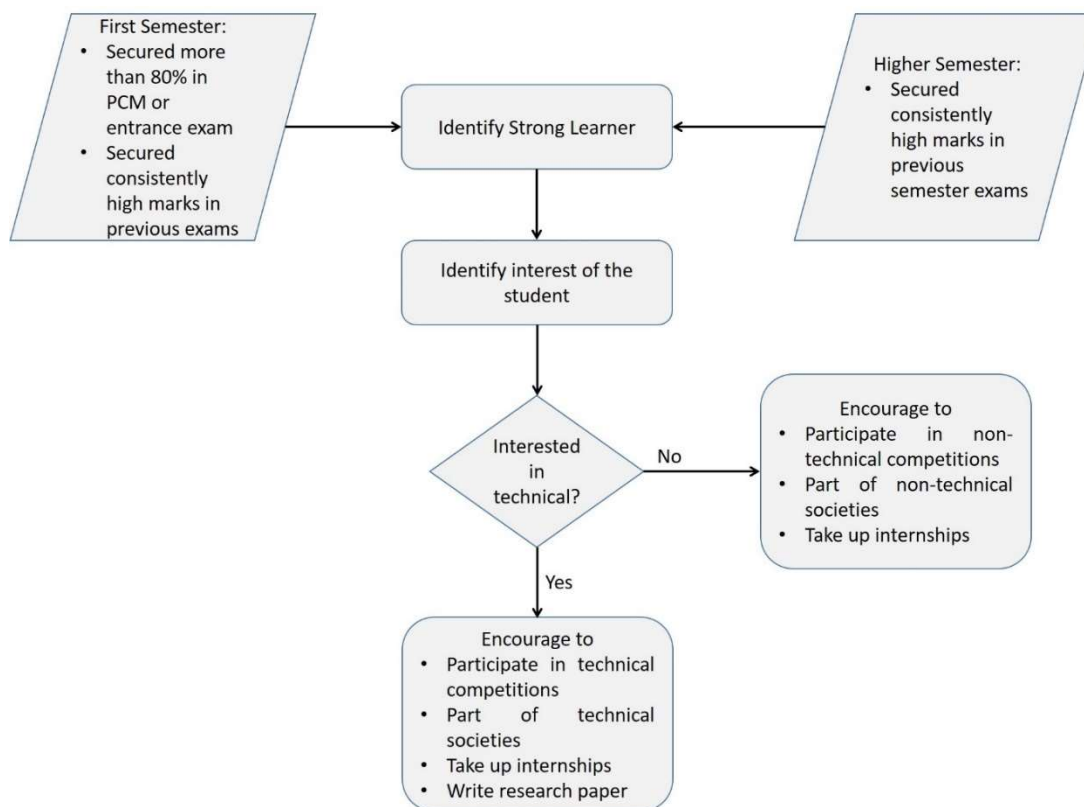 First Semester:
• Secured more
than 80% in
PCM or
entrance exam
• Secured
consistently
high marks in
previous exams
Identify Strong Learner
Higher Semester:
• Secured
consistently
high marks in
previous
semester exams
Identify interest of the
student
Interested
in
technical?
No
Encourage to
• Participate in non-
technical competitions
• Part of non-technical
societies
• Take up internships
Yes
Encourage to
• Participate in technical
competitions
• Part of technical
societies
• Take up internships
• Write research paper